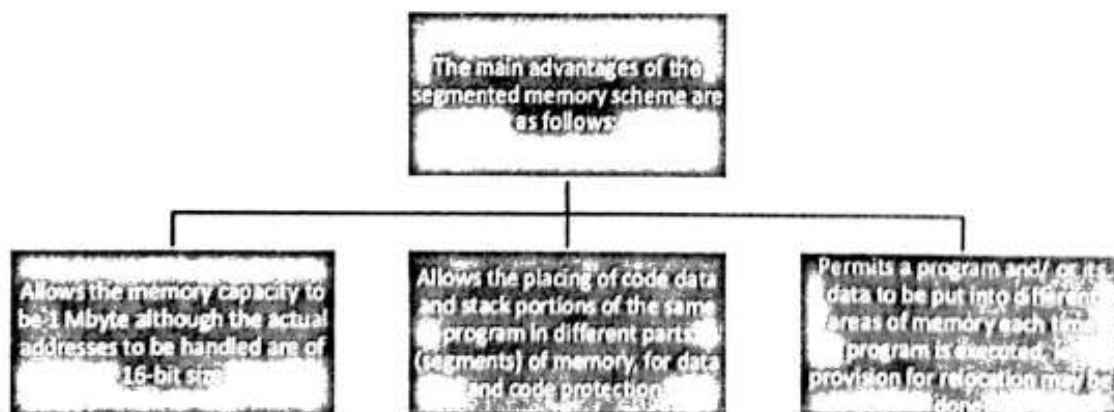 The main advantages of the
segmented memory scheme are
as follows:
Allows the memory capacity to
be 1 Mbyte although the actual
addresses to be handled are of
16-bit size
Allows the placing of code data
and stack portions of the same
program in different parts
(segments) of memory, for data
and code protection
Permits a program and/ or its
data to be put into different
areas of memory each time
program is executed,
provision for relocation may be
done